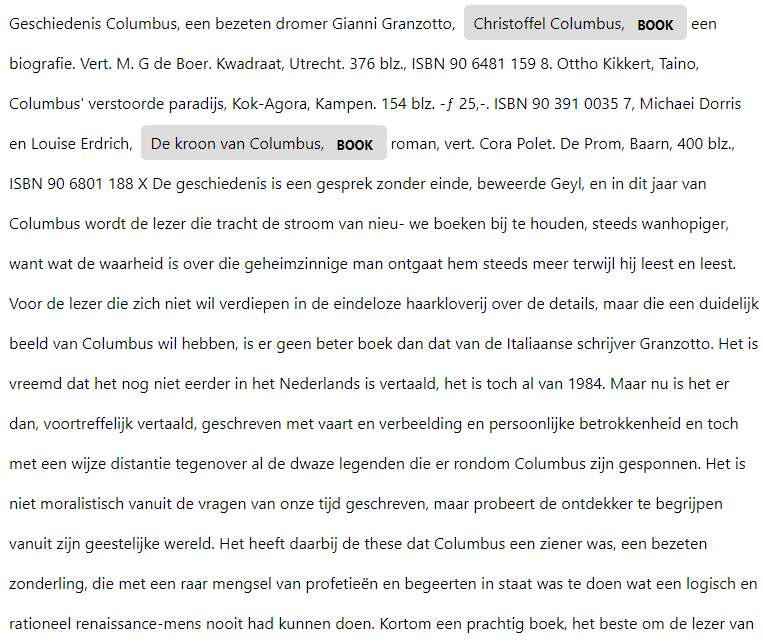 Geschiedenis Columbus, een bezeten dromer Gianni Granzotto, Christoffel Columbus, BOOK een
biografie. Vert. M. G de Boer. Kwadraat, Utrecht. 376 blz., ISBN 90 6481 159 8. Ottho Kikkert, Taino,
Columbus' verstoorde paradijs, Kok-Agora, Kampen. 154 blz. -ƒ 25,-. ISBN 90 391 0035 7, Michaei Dorris
en Louise Erdrich, De kroon van Columbus, BOOK roman, vert. Cora Polet. De Prom, Baarn, 400 blz.,
ISBN 90 6801 188 X De geschiedenis is een gesprek zonder einde, beweerde Geyl, en in dit jaar van
Columbus wordt de lezer die tracht de stroom van nieu- we boeken bij te houden, steeds wanhopiger,
want wat de waarheid is over die geheimzinnige man ontgaat hem steeds meer terwijl hij leest en leest.
Voor de lezer die zich niet wil verdiepen in de eindeloze haarkloverij over de details, maar die een duidelijk
beeld van Columbus wil hebben, is er geen beter boek dan dat van de Italiaanse schrijver Granzotto. Het is
vreemd dat het nog niet eerder in het Nederlands is vertaald, het is toch al van 1984. Maar nu is het er
dan, voortreffelijk vertaald, geschreven met vaart en verbeelding en persoonlijke betrokkenheid en toch
met een wijze distantie tegenover al de dwaze legenden die er rondom Columbus zijn gesponnen. Het is
niet moralistisch vanuit de vragen van onze tijd geschreven, maar probeert de ontdekker te begrijpen
vanuit zijn geestelijke wereld. Het heeft daarbij de these dat Columbus een ziener was, een bezeten
zonderling, die met een raar mengsel van profetieën en begeerten in staat was te doen wat een logisch en
rationeel renaissance-mens nooit had kunnen doen. Kortom een prachtig boek, het beste om de lezer van